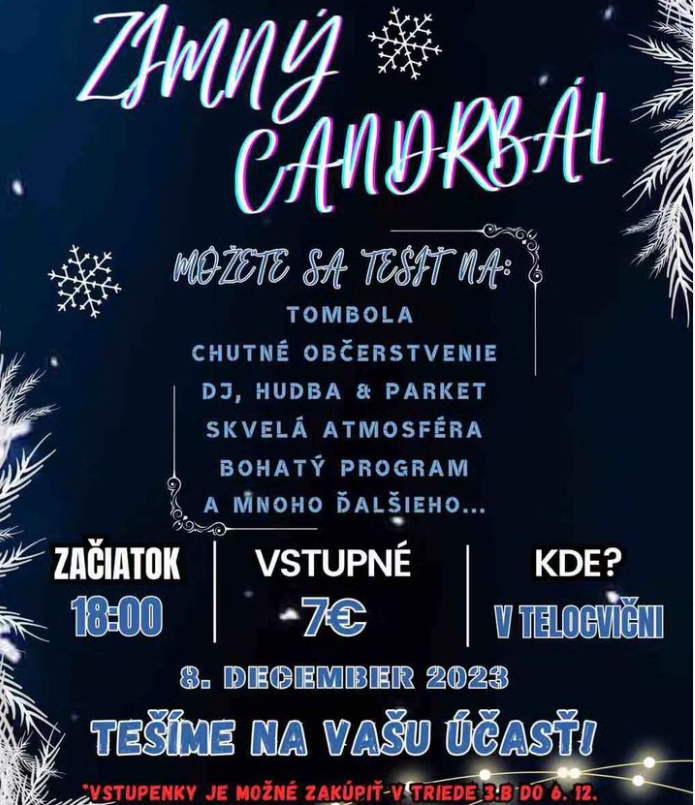 ZIMNÝ
CANDRBÁL
MÔŽETE SA TEŠIŤ NA:
TOMBOLA
CHUTNÉ OBČERSTVENIE
DJ, HUDBA & PARKET
SKVELÁ ATMOSFÉRA
BOHATÝ PROGRAM
A MNOHO ĎALŠIEHO...
ZAČIATOK
18:00
VSTUPNÉ
7€
KDE?
V TELOCVIČNI
8. DECEMBER 2023
TEŠÍME NA VAŠU ÚČASŤ!
*VSTUPENKY JE MOŽNÉ ZAKÚPIŤ V TRIEDE 3.B DO 6. 12.